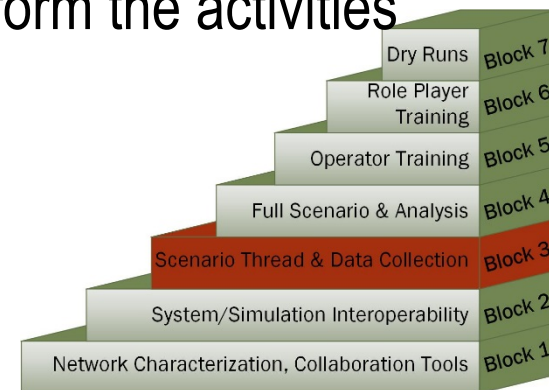 form the activities
Dry Runs Block 7
Role Player
Training Block 6
Operator Training Block 5
Full Scenario & Analysis Block 4
Scenario Thread & Data Collection Block 3
System/Simulation Interoperability Block 2
Network Characterization, Collaboration Tools Block 1